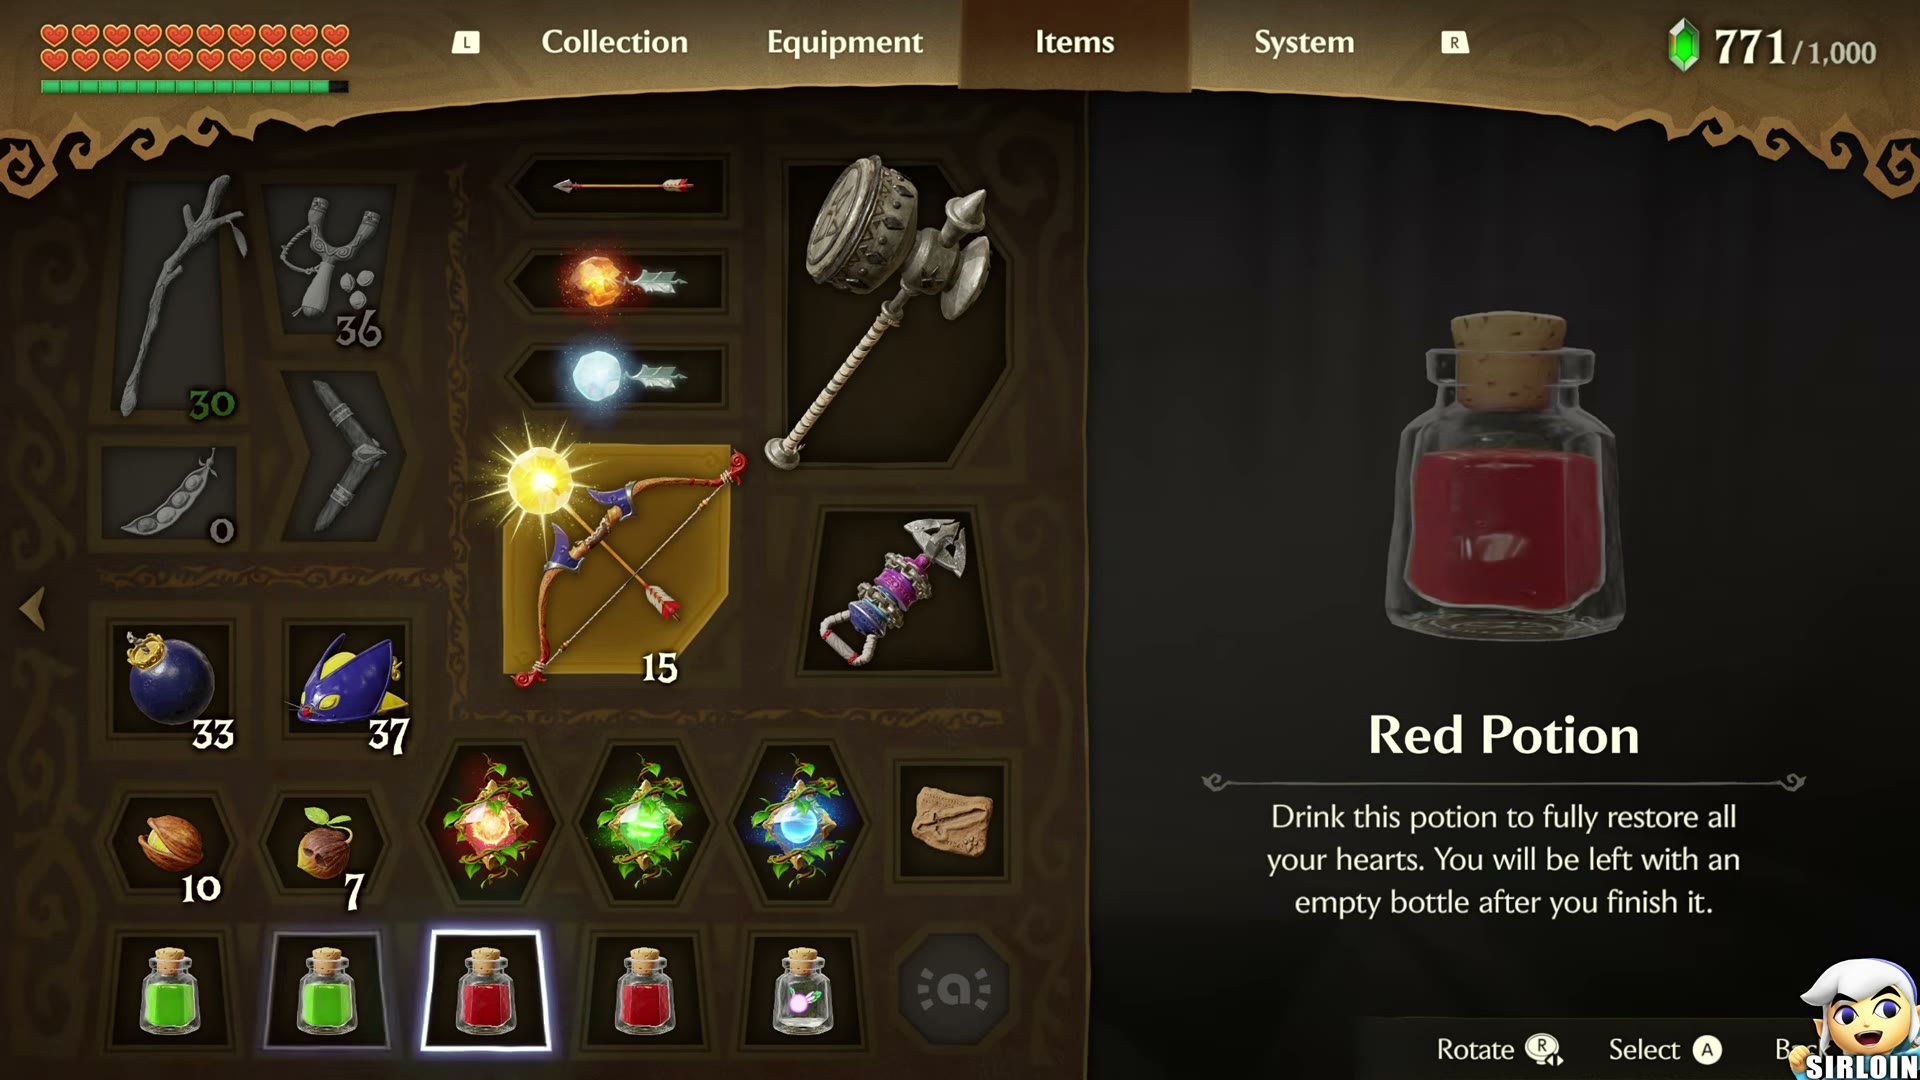 L Collection Equipment Items System R 771/1,000
36
30
0
15
33 37
10 7
a
Red Potion
Drink this potion to fully restore all
your hearts. You will be left with an
empty bottle after you finish it.
Rotate R Select A
SIRLOIN